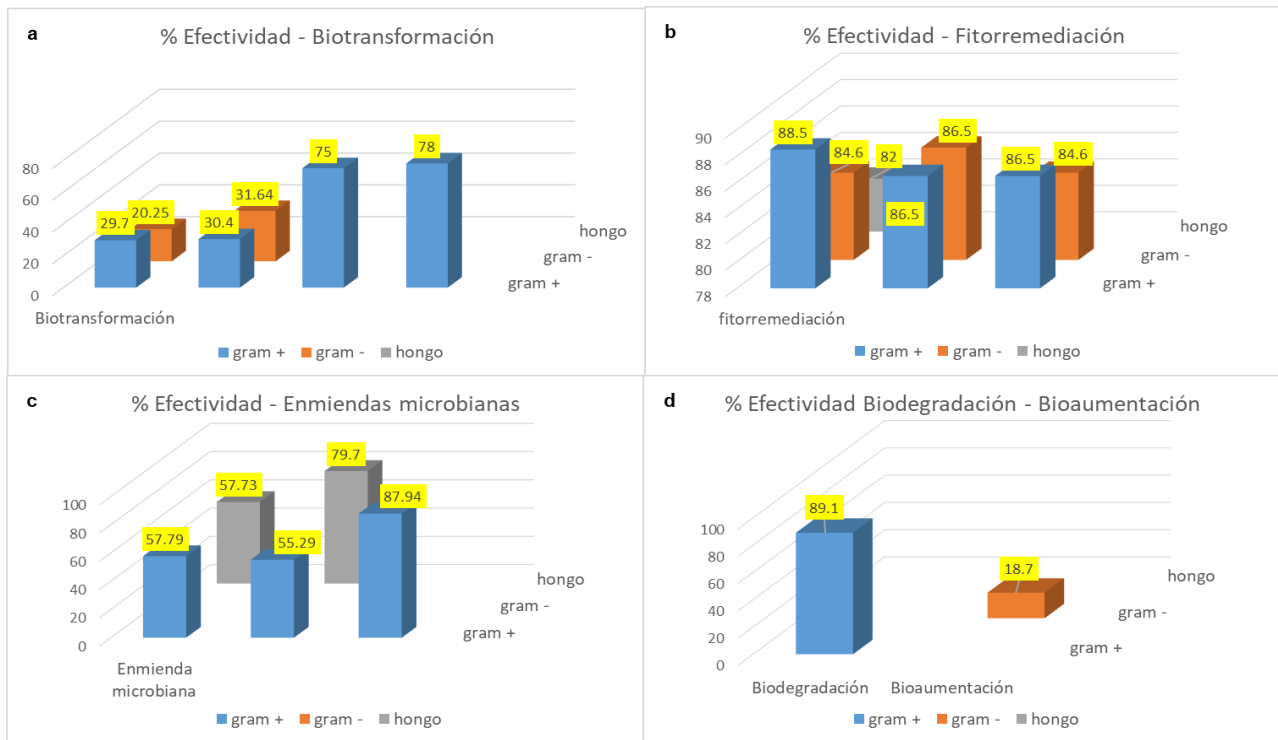 a
% Efectividad - Biotransformación
80
60
40
20
0
29.7
20.25
30.4
31.64
75
78
hongo
gram -
gram +
Biotransformación
gram + gram - hongo
b
% Efectividad - Fitorremediación
90
88
86
84
82
80
78
88.5
84.6
82
86.5
86.5
86.5
84.6
hongo
gram -
gram +
fitorremediación
gram + gram - hongo
c
% Efectividad - Enmiendas microbianas
100
80
60
40
20
0
57.79
57.73
55.29
79.7
87.94
hongo
gram -
gram +
Enmienda
microbiana
gram + gram - hongo
d
% Efectividad Biodegradación - Bioaumentación
100
80
60
40
20
0
89.1
18.7
hongo
gram -
gram +
Biodegradación Bioaumentación
gram + gram - hongo